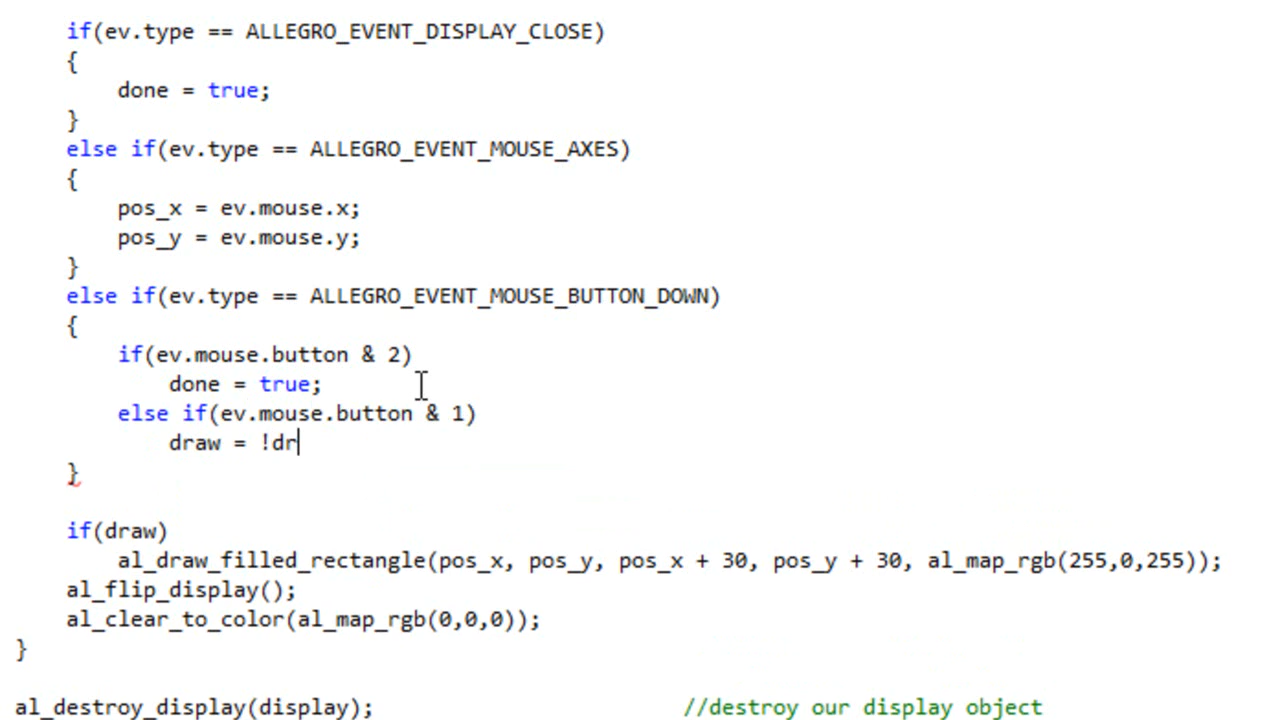 if(ev.type == ALLEGRO_EVENT_DISPLAY_CLOSE)
{
done = true;
}
else if(ev.type == ALLEGRO_EVENT_MOUSE_AXES)
{
pos_x = ev.mouse.x;
pos_y = ev.mouse.y;
}
else if(ev.type == ALLEGRO_EVENT_MOUSE_BUTTON_DOWN)
{
if(ev.mouse.button & 2)
done = true;
else if(ev.mouse.button & 1)
draw = !dr
}
if(draw)
al_draw_filled_rectangle(pos_x, pos_y, pos_x + 30, pos_y + 30, al_map_rgb(255,0,255));
al_flip_display();
al_clear_to_color(al_map_rgb(0,0,0));
}
al_destroy_display(display); //destroy our display object